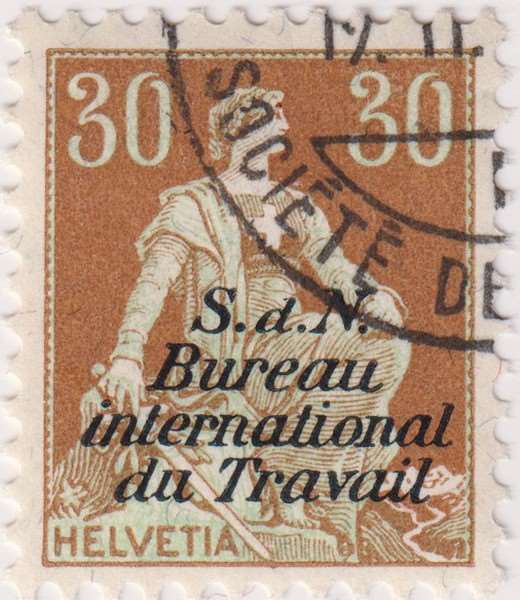 30 30
SOCIÉTÉ DE
S.d.N.
Bureau
international
du Travail
HELVETIA